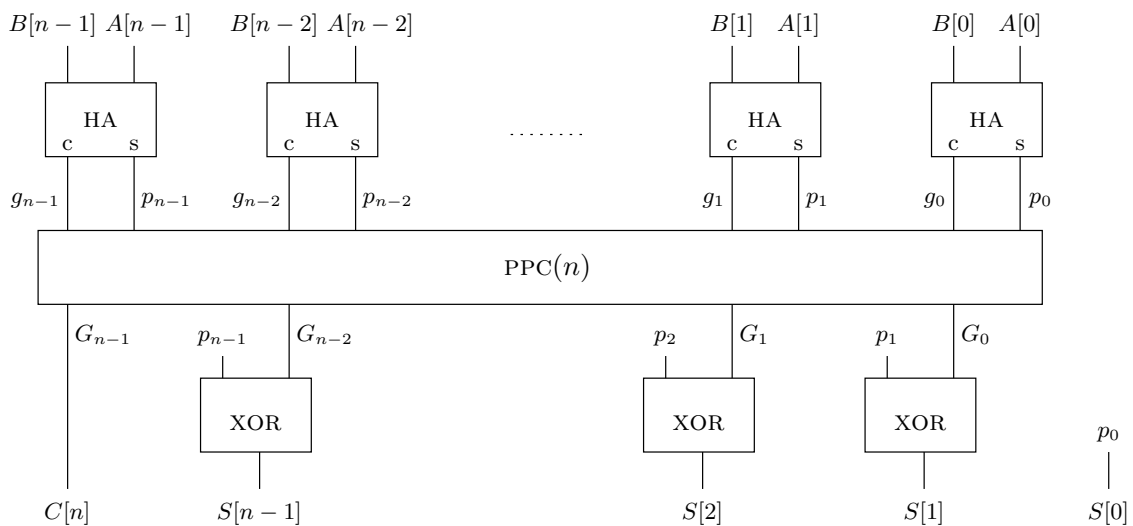 B[n − 1] A[n − 1] B[n − 2] A[n − 2] B[1] A[1] B[0] A[0]
HA HA HA HA
c s c s ........ c s c s
g_{n−1} p_{n−1} g_{n−2} p_{n−2} g_1 p_1 g_0 p_0
PPC(n)
G_{n−1} p_{n−1} G_{n−2} p_2 G_1 p_1 G_0
XOR XOR XOR
p_0
C[n] S[n − 1] S[2] S[1] S[0]